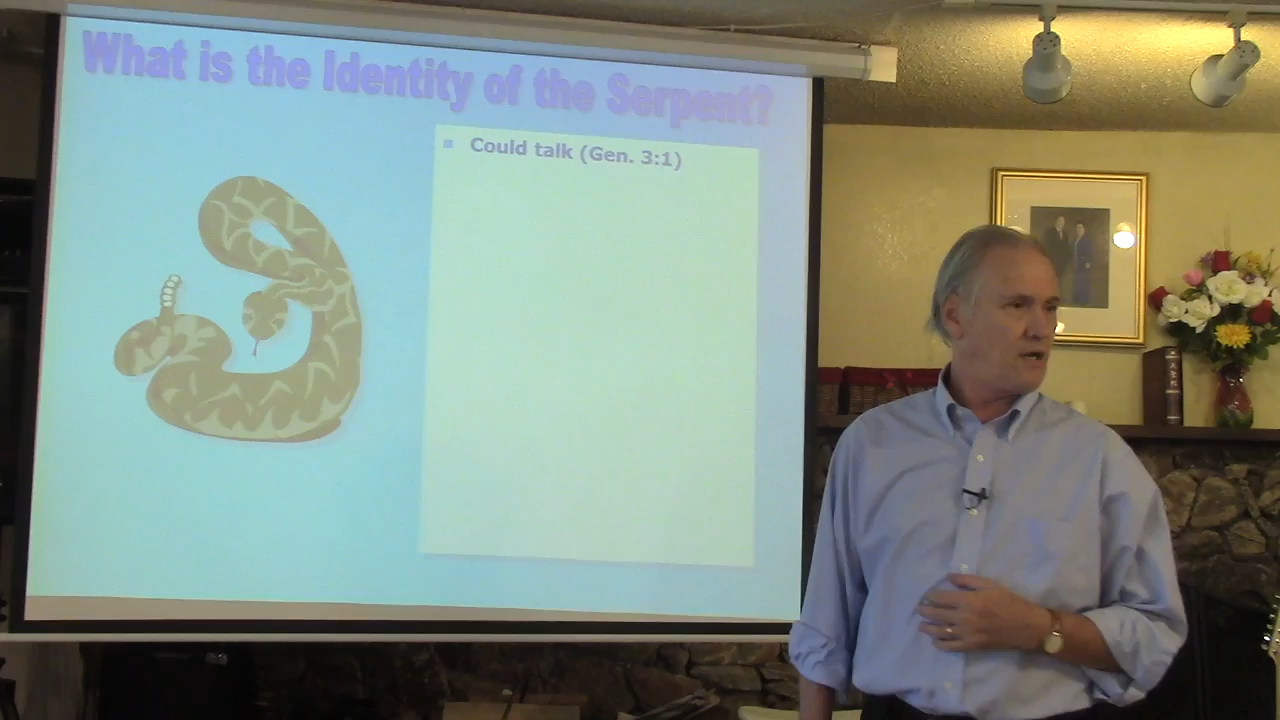 What is the Identity of the Serpent?
Could talk (Gen. 3:1)